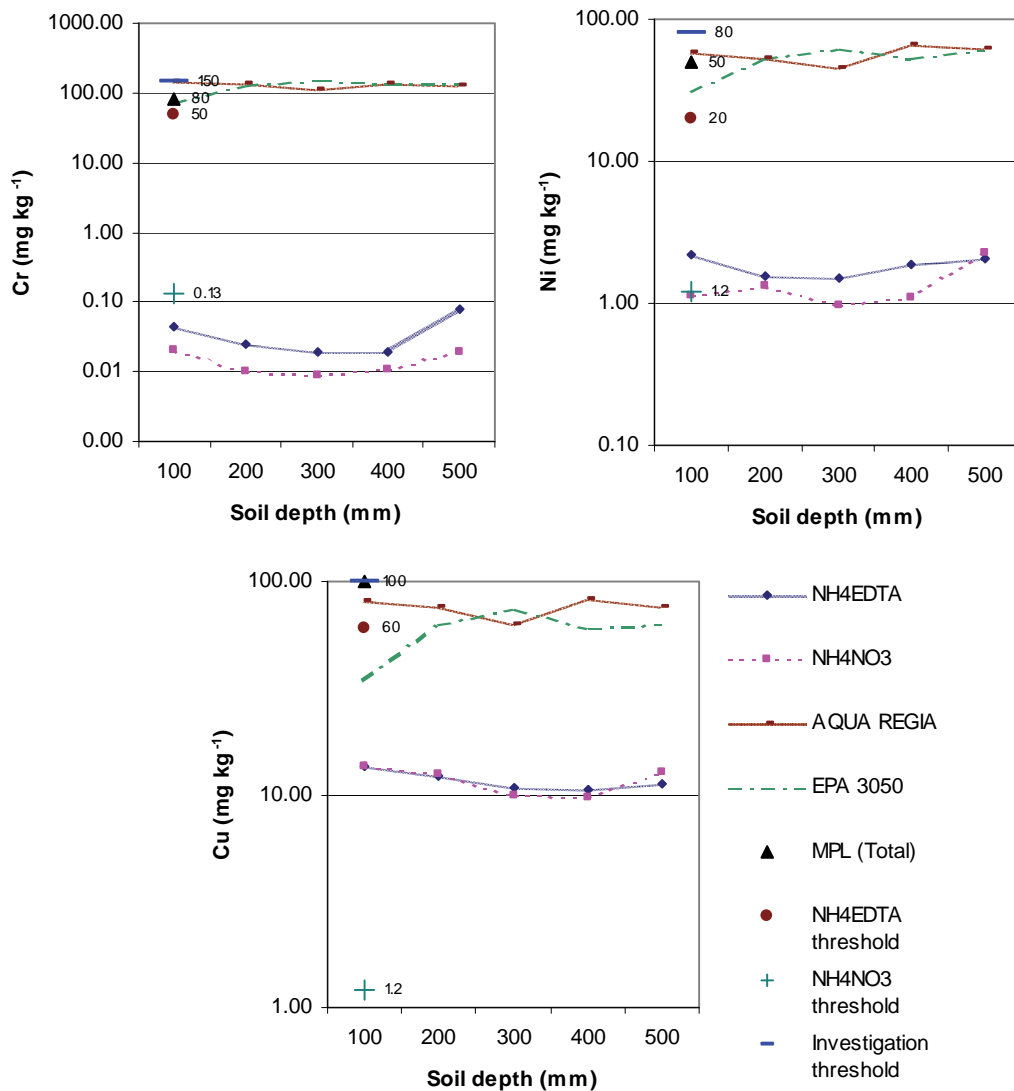 1000.00
100.00
10.00
1.00
0.10
0.01
0.00
Cr (mg kg⁻¹)
150
80
50
0.13
100 200 300 400 500
Soil depth (mm)
100.00
10.00
1.00
0.10
Ni (mg kg⁻¹)
80
50
20
1.2
100 200 300 400 500
Soil depth (mm)
100.00
10.00
1.00
Cu (mg kg⁻¹)
100
60
1.2
100 200 300 400 500
Soil depth (mm)
NH4EDTA
NH4NO3
AQUA REGIA
EPA 3050
MPL (Total)
NH4EDTA
threshold
NH4NO3
threshold
Investigation
threshold